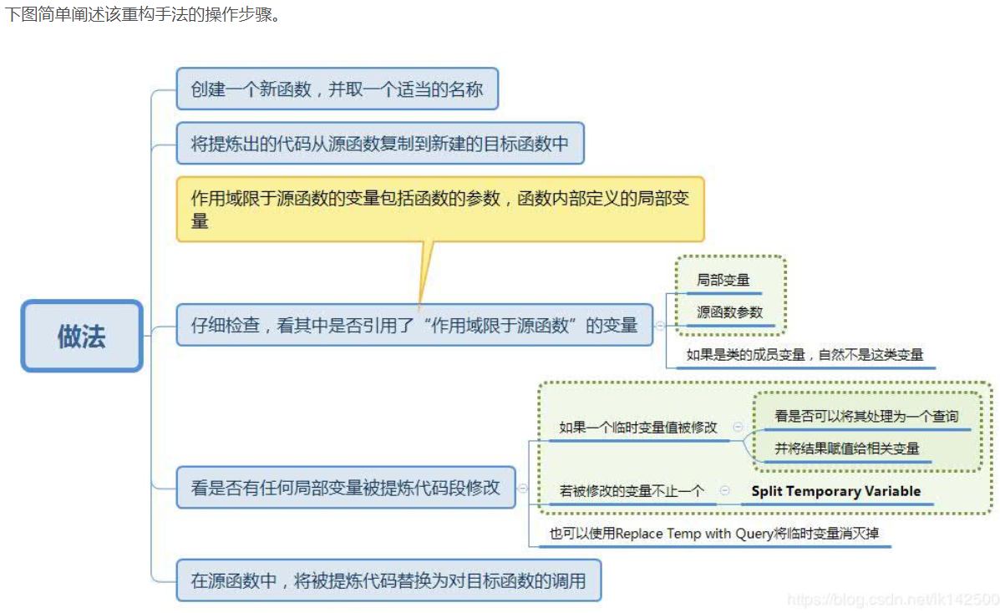 下图简单阐述该重构手法的操作步骤。
做法
创建一个新函数，并取一个适当的名称
将提炼出的代码从源函数复制到新建的目标函数中
作用域限于源函数的变量包括函数的参数，函数内部定义的局部变
量
仔细检查，看其中是否引用了“作用域限于源函数”的变量
局部变量
源函数参数
如果是类的成员变量，自然不是这类变量
看是否有任何局部变量被提炼代码段修改
如果一个临时变量值被修改
看是否可以将其处理为一个查询
并将结果赋值给相关变量
若被修改的变量不止一个
Split Temporary Variable
也可以使用Replace Temp with Query将临时变量消灭掉
在源函数中，将被提炼代码替换为对目标函数的调用
https://blog.csdn.net/lk142500